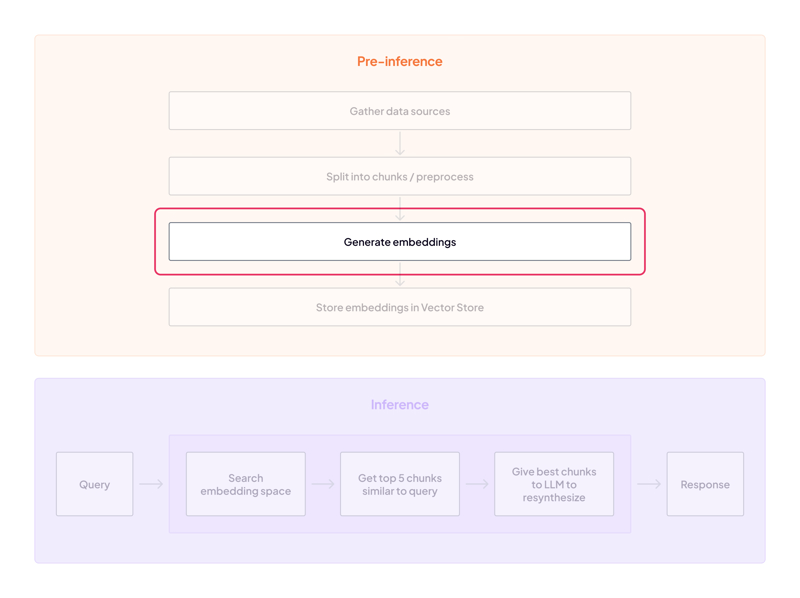 Pre-inference
Gather data sources
Split into chunks / preprocess
Generate embeddings
Store embeddings in Vector Store
Inference
Query
Search
embedding space
Get top 5 chunks
similar to query
Give best chunks
to LLM to
resynthesize
Response